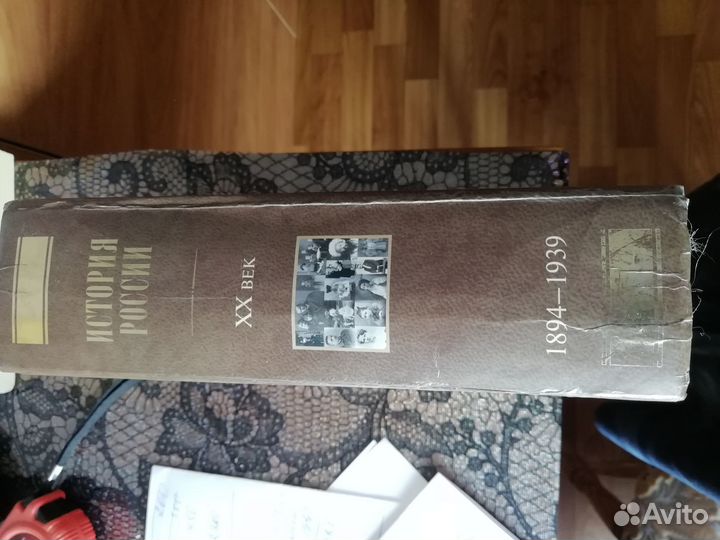 ИСТОРИЯ
РОССИИ
XX ВЕК
1894–1939
Avito